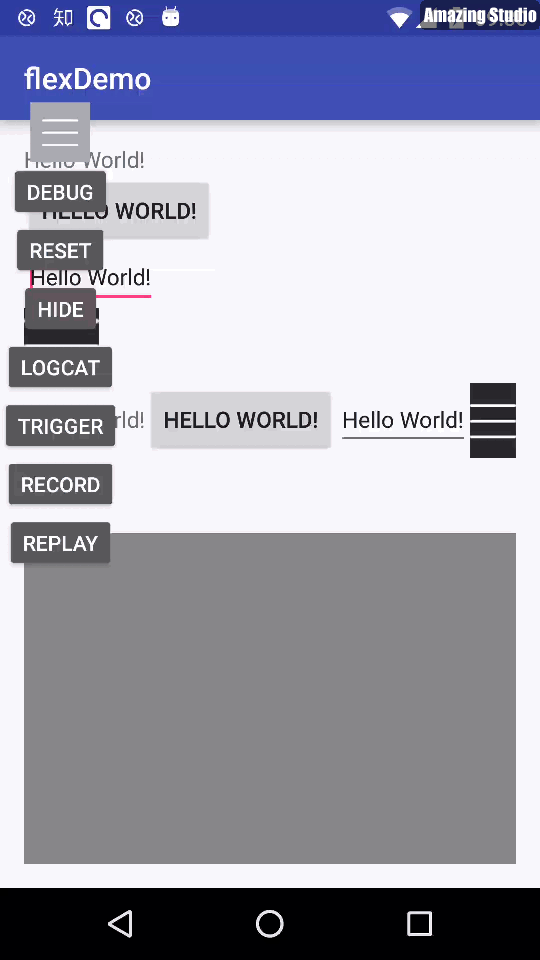 知
Amazing Studio
flexDemo
Hello World!
DEBUG
HELLO WORLD!
RESET
Hello World!
HIDE
LOGCAT
TRIGGER
HELLO WORLD!
Hello World!
RECORD
REPLAY